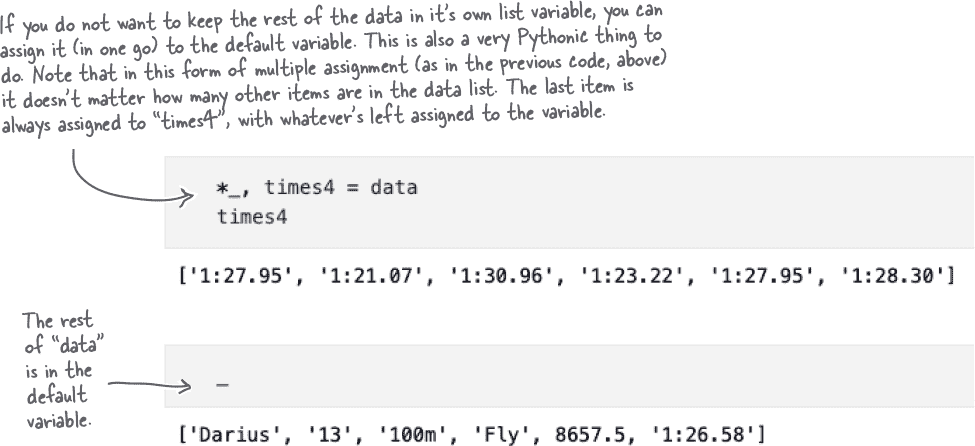 If you do not want to keep the rest of the data in it's own list variable, you can
assign it (in one go) to the default variable. This is also a very Pythonic thing to
do. Note that in this form of multiple assignment (as in the previous code, above)
it doesn't matter how many other items are in the data list. The last item is
always assigned to “times4”, with whatever's left assigned to the variable.
*_, times4 = data
times4
['1:27.95', '1:21.07', '1:30.96', '1:23.22', '1:27.95', '1:28.30']
The rest
of “data”
is in the
default
variable.
_
['Darius', '13', '100m', 'Fly', 8657.5, '1:26.58']